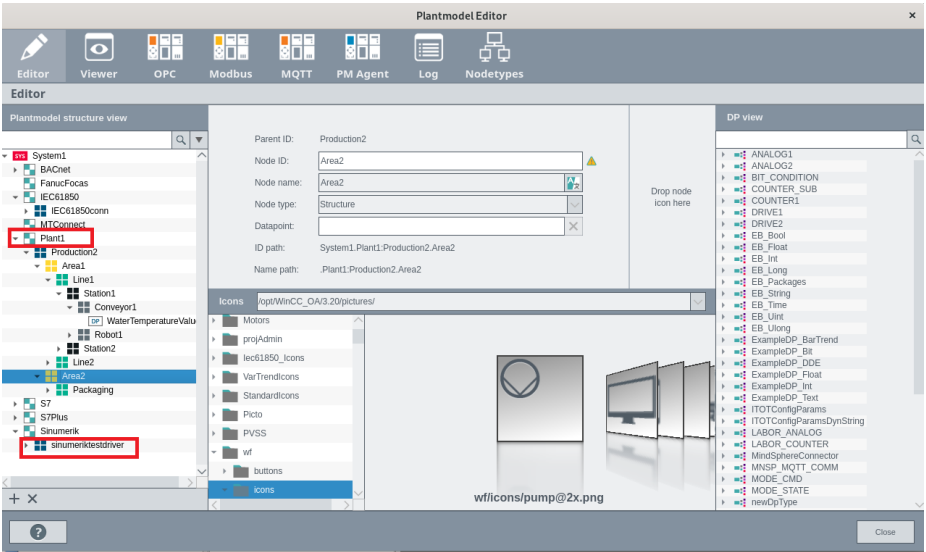 Plantmodel Editor
Editor
Viewer
OPC
Modbus
MQTT
PM Agent
Log
Nodetypes
Editor
Plantmodel structure view
SYS System1
BACnet
FanucFocas
IEC61850
IEC61850conn
MTConnect
Plant1
Production2
Area1
Line1
Station1
Conveyor1
DP WaterTemperatureValu
Robot1
Station2
Line2
Area2
Packaging
S7
S7Plus
Sinumerik
sinumeriktestdriver
Parent ID: Production2
Node ID: Area2
Node name: Area2
Node type: Structure
Datapoint:
ID path: System1.Plant1:Production2.Area2
Name path: .Plant1:Production2.Area2
Drop node
icon here
Icons /opt/WinCC_OA/3.20/pictures/
Motors
projAdmin
Iec61850_Icons
VarTrendIcons
StandardIcons
Picto
PVSS
wf
buttons
icons
wf/icons/pump@2x.png
DP view
ANALOG1
ANALOG2
BIT_CONDITION
COUNTER_SUB
COUNTER1
DRIVE1
DRIVE2
EB_Bool
EB_Float
EB_Int
EB_Long
EB_Packages
EB_String
EB_Time
EB_Uint
EB_Ulong
ExampleDP_BarTrend
ExampleDP_Bit
ExampleDP_DDE
ExampleDP_Float
ExampleDP_Int
ExampleDP_Text
ITOTConfigParams
ITOTConfigParamsDynString
LABOR_ANALOG
LABOR_COUNTER
MindSphereConnector
MNSP_MQTT_COMM
MODE_CMD
MODE_STATE
newDpType
Close